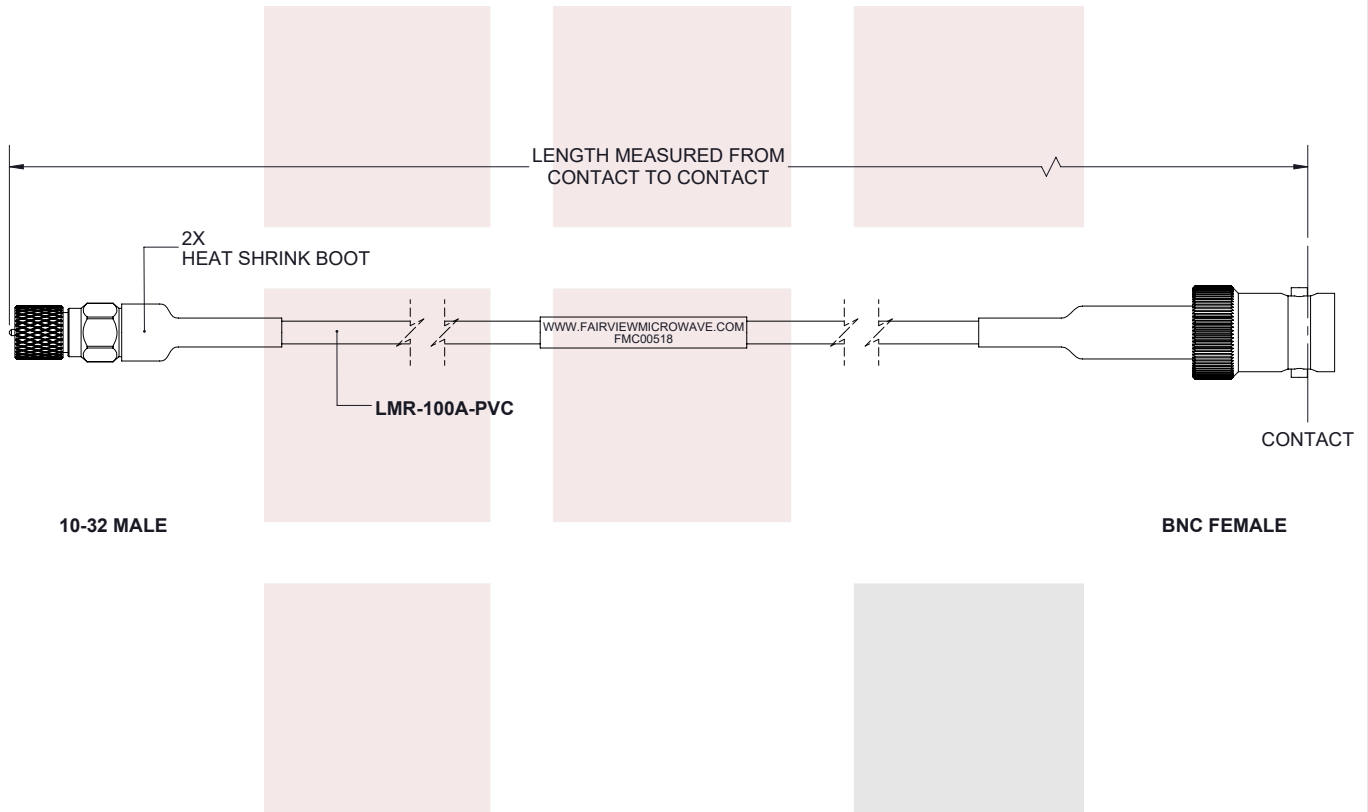 LENGTH MEASURED FROM
CONTACT TO CONTACT
2X
HEAT SHRINK BOOT
WWW.FAIRVIEWMICROWAVE.COM
FMC00518
LMR-100A-PVC
CONTACT
10-32 MALE
BNC FEMALE